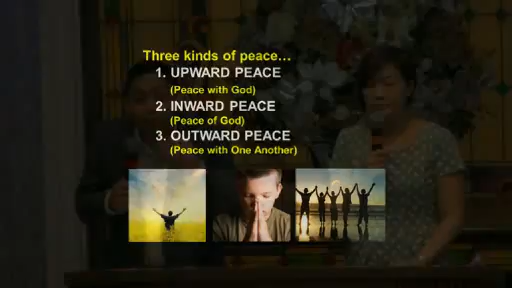 Three kinds of peace...
1. UPWARD PEACE
(Peace with God)
2. INWARD PEACE
(Peace of God)
3. OUTWARD PEACE
(Peace with One Another)